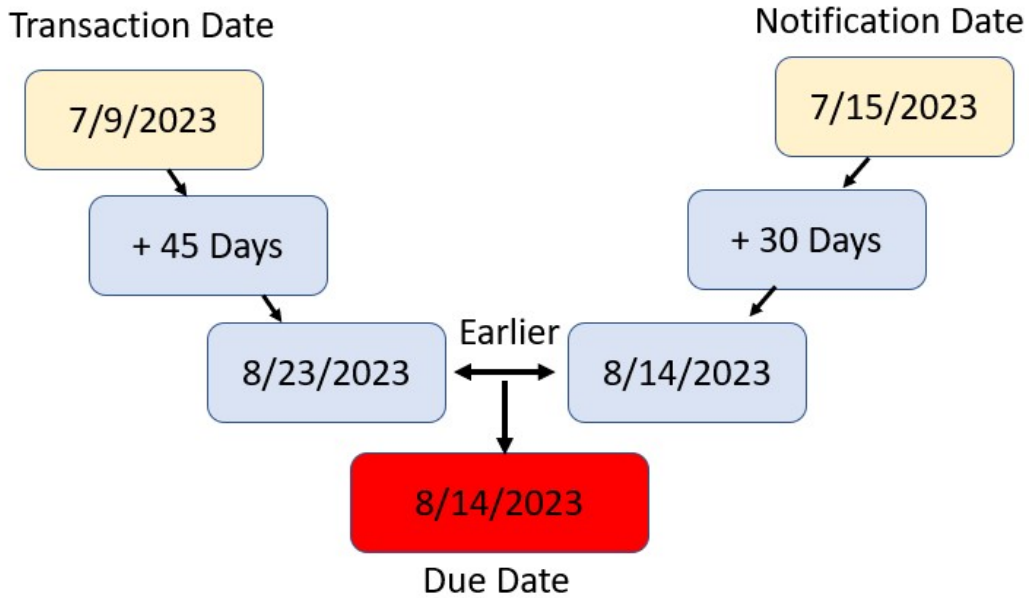 Transaction Date
Notification Date
7/9/2023
7/15/2023
+ 45 Days
+ 30 Days
Earlier
8/23/2023
8/14/2023
8/14/2023
Due Date